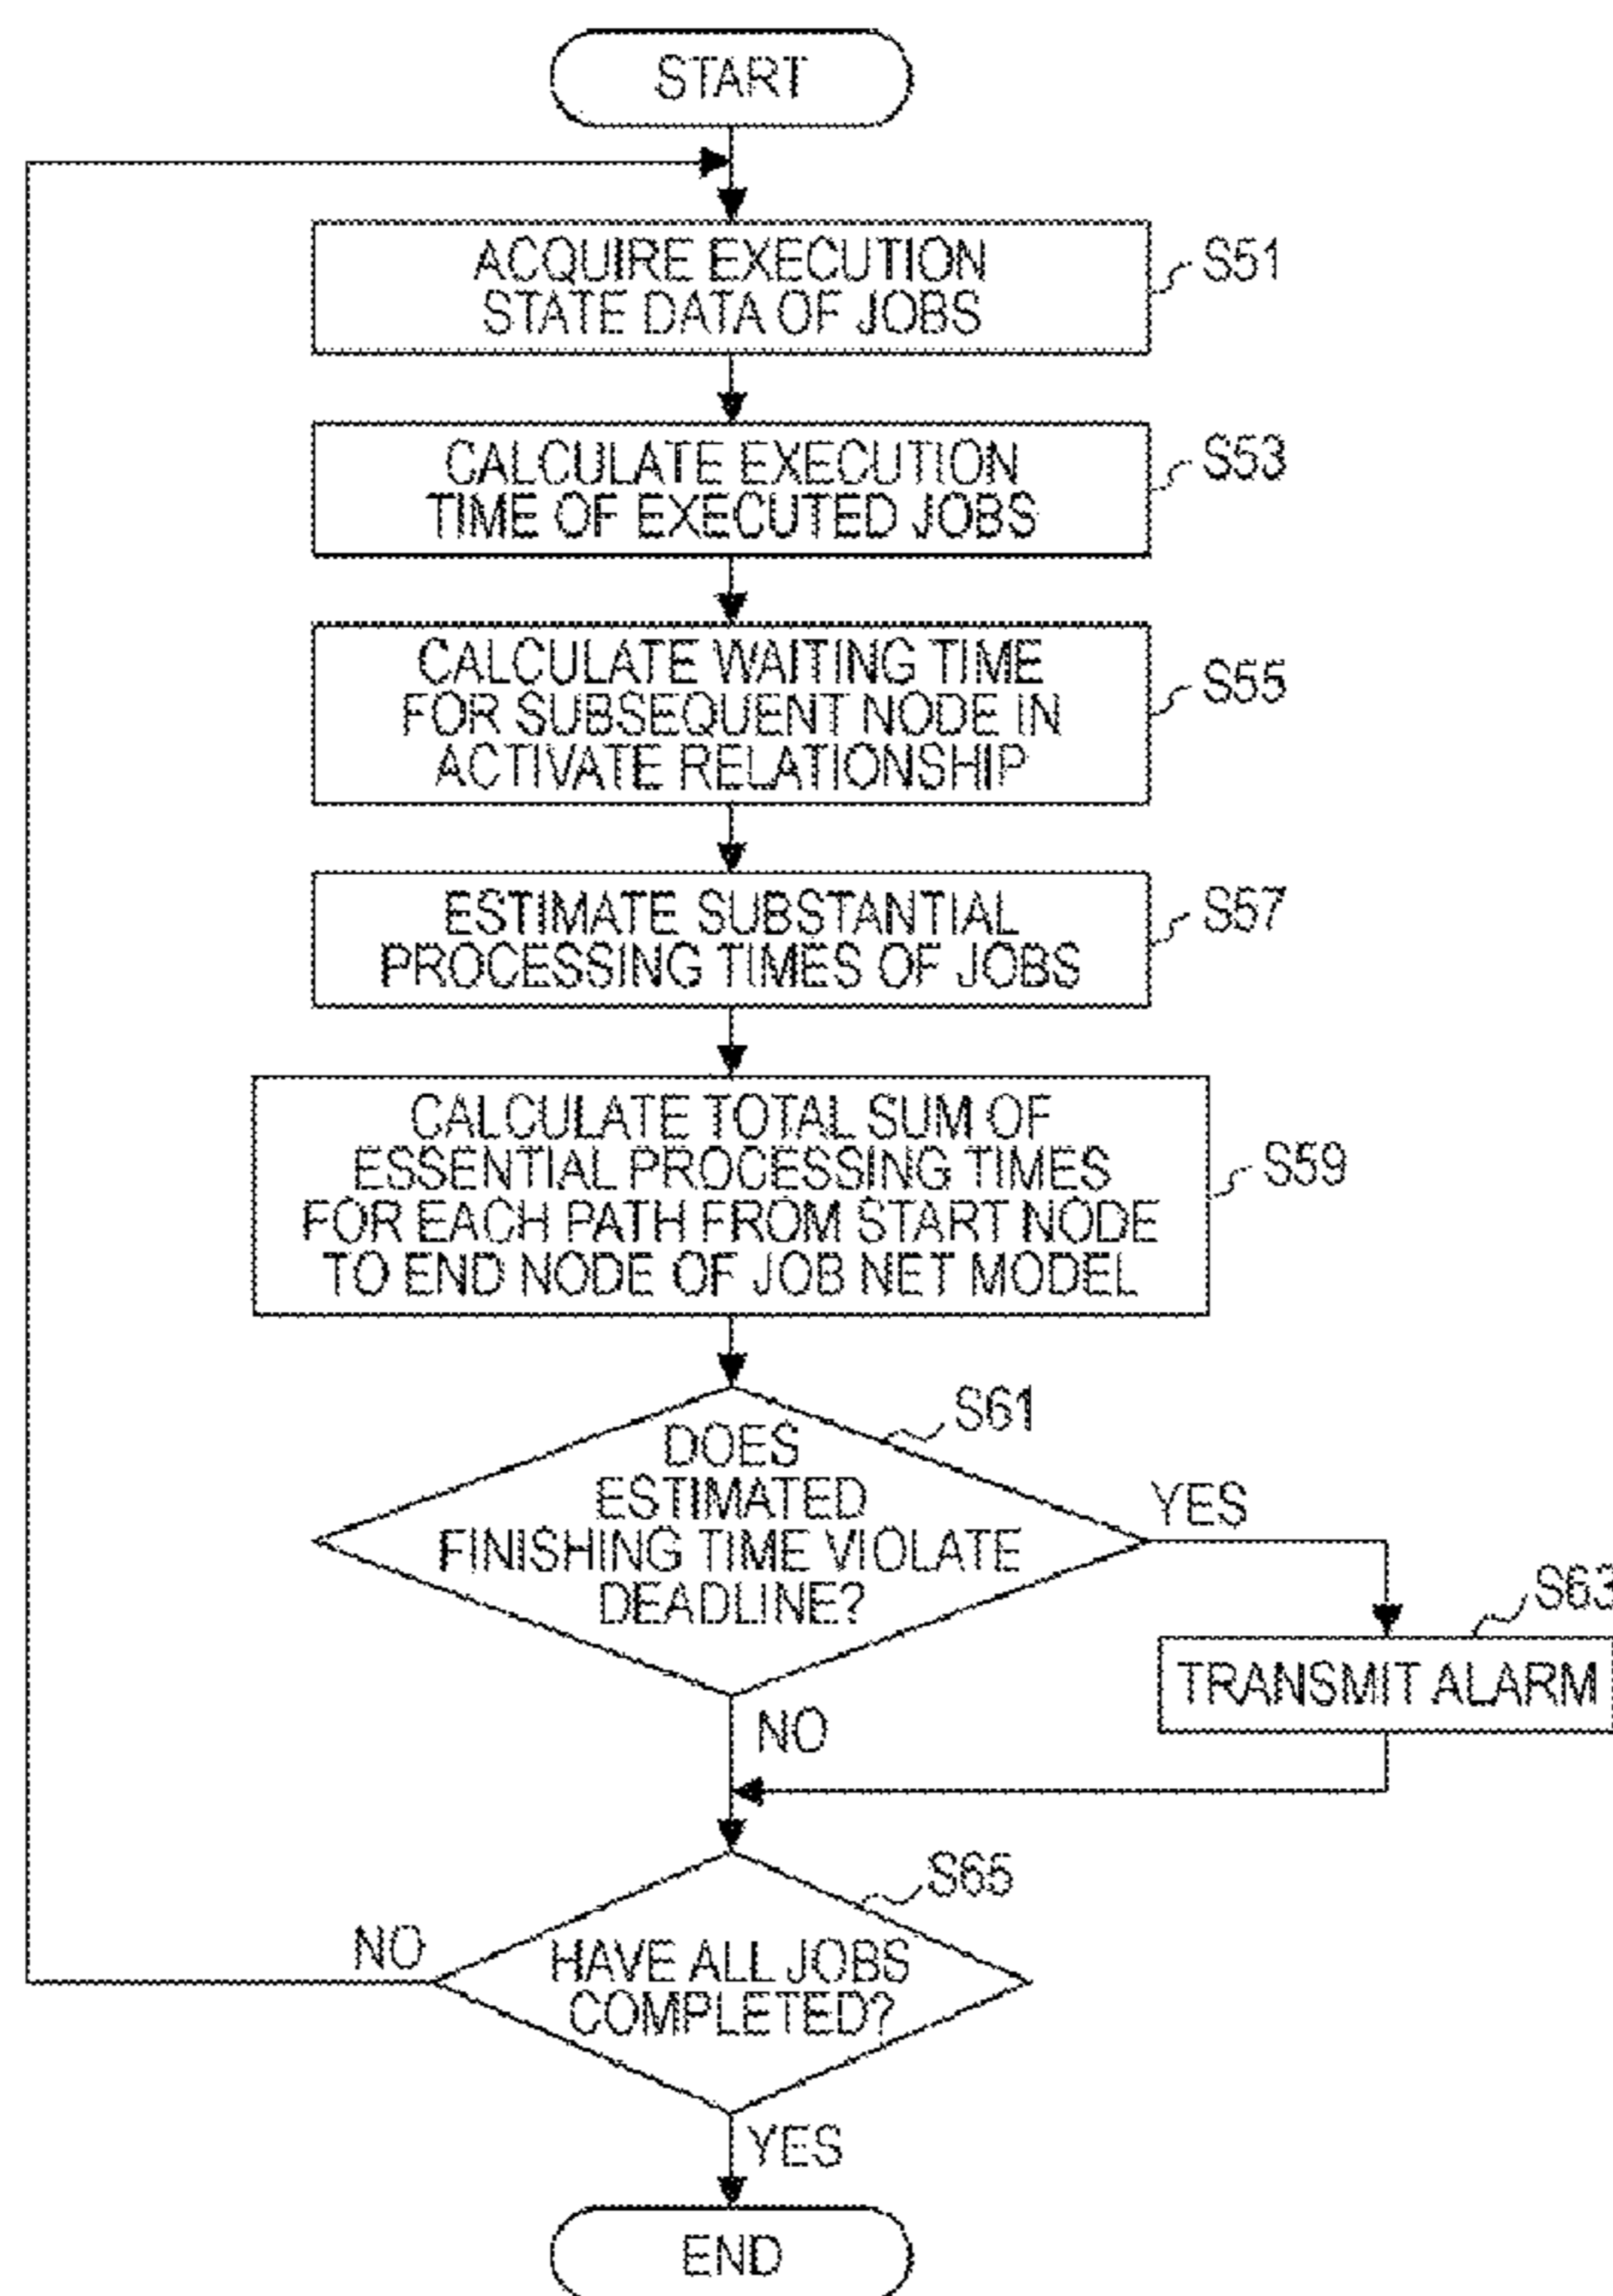 START
ACQUIRE EXECUTION
STATE DATA OF JOBS
S51
CALCULATE EXECUTION
TIME OF EXECUTED JOBS
S53
CALCULATE WAITING TIME
FOR SUBSEQUENT NODE IN
ACTIVATE RELATIONSHIP
S55
ESTIMATE SUBSTANTIAL
PROCESSING TIMES OF JOBS
S57
CALCULATE TOTAL SUM OF
ESSENTIAL PROCESSING TIMES
FOR EACH PATH FROM START NODE
TO END NODE OF JOB NET MODEL
S59
S61
DOES
ESTIMATED
FINISHING TIME VIOLATE
DEADLINE?
YES
S63
TRANSMIT ALARM
NO
S65
NO
HAVE ALL JOBS
COMPLETED?
YES
END